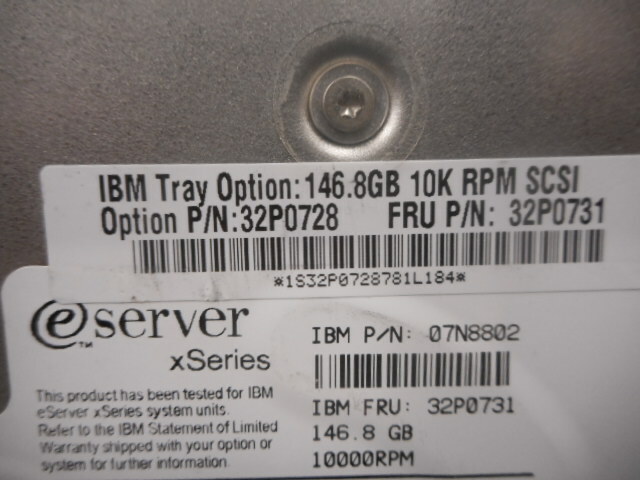 IBM Tray Option:146.8GB 10K RPM SCSI
Option P/N:32P0728 FRU P/N: 32P0731
*1S32P0728781L184*
eserver
TM
xSeries
This product has been tested for IBM
eServer xSeries system units.
Refer to the IBM Statement of Limited
Warranty shipped with your option or
system for further information.
IBM P/N: 07N8802
IBM FRU: 32P0731
146.8 GB
10000RPM